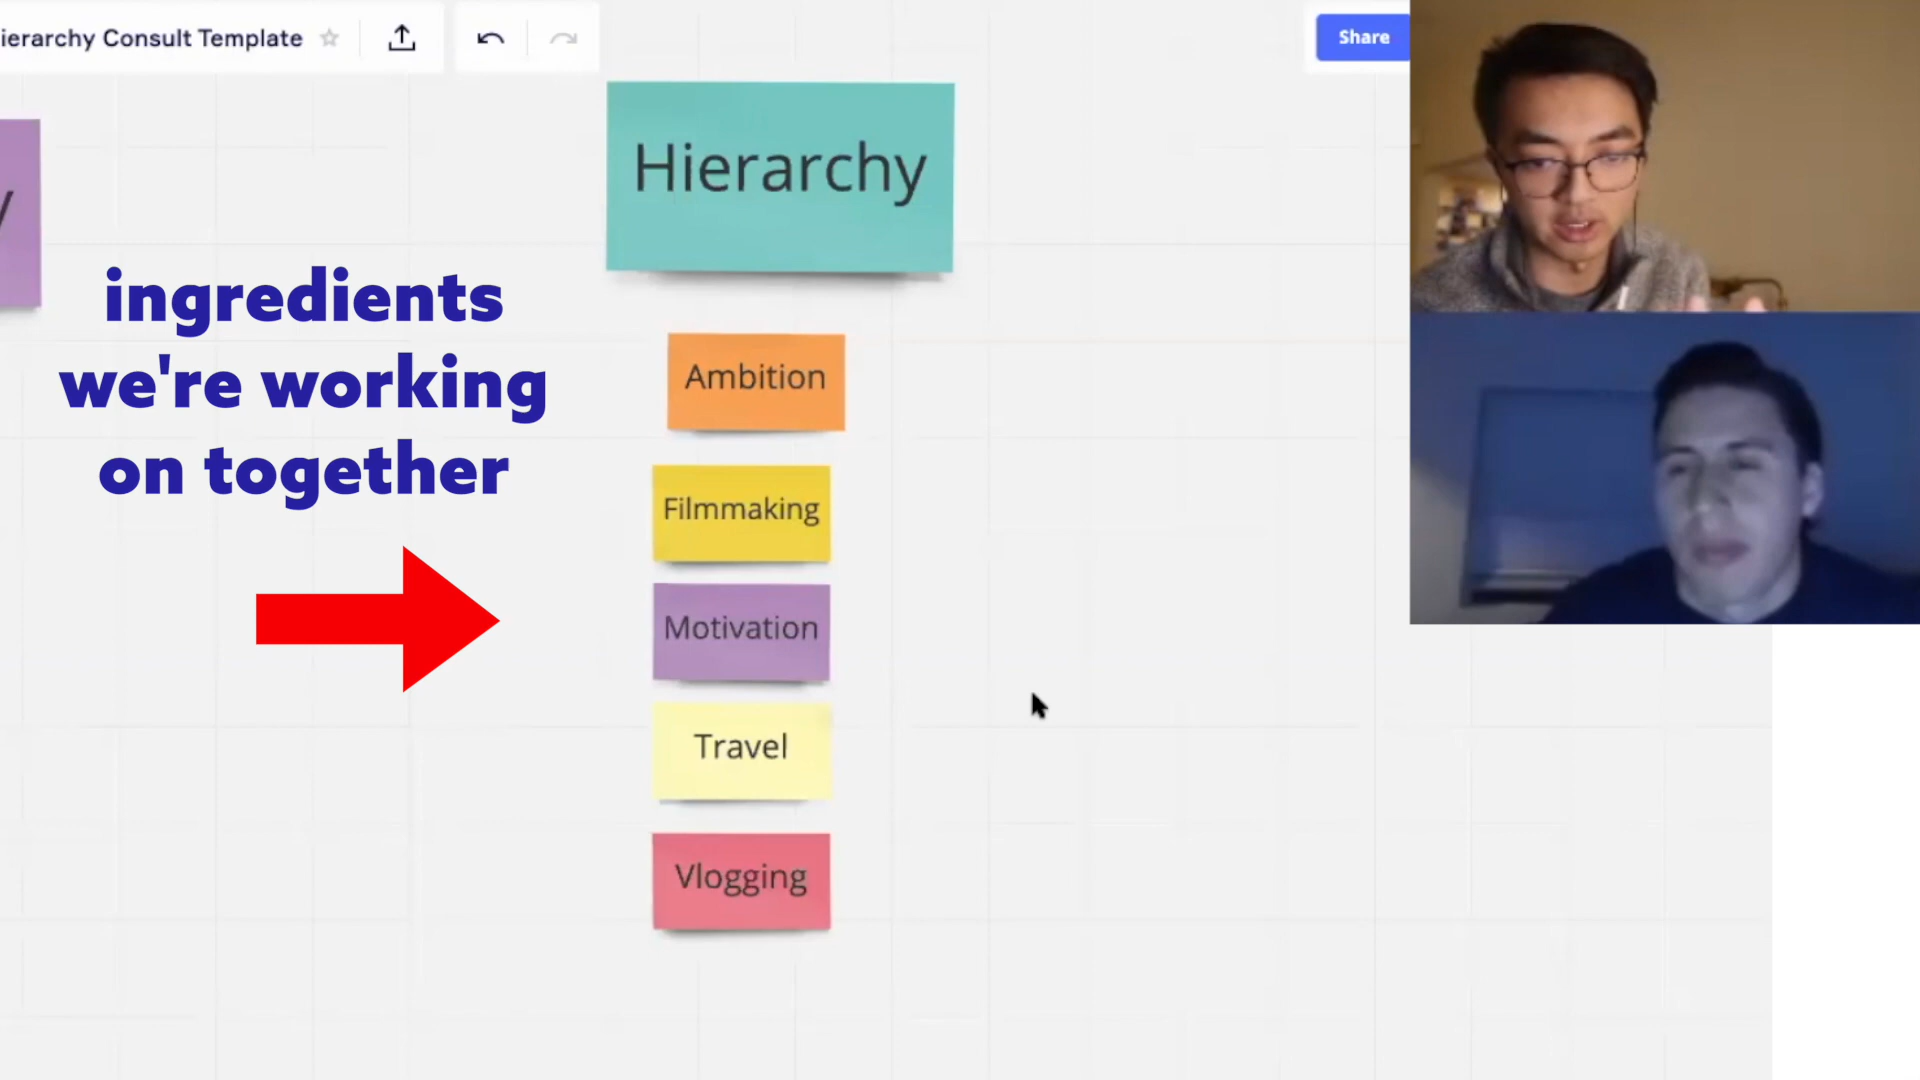 ierarchy Consult Template
Share
Hierarchy
y
ingredients
we're working
on together
Ambition
Filmmaking
Motivation
Travel
Vlogging